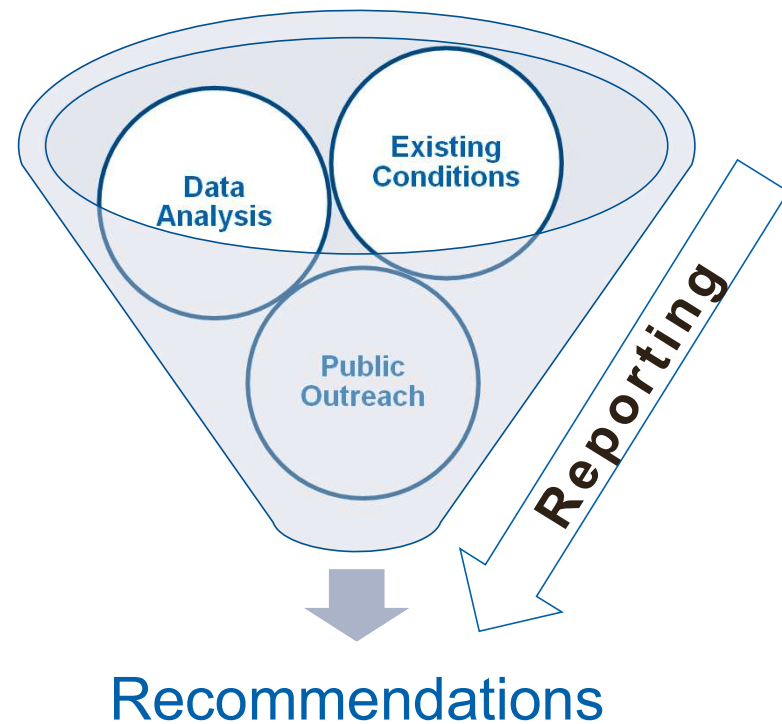 Data
Analysis
Existing
Conditions
Public
Outreach
Reporting
Recommendations